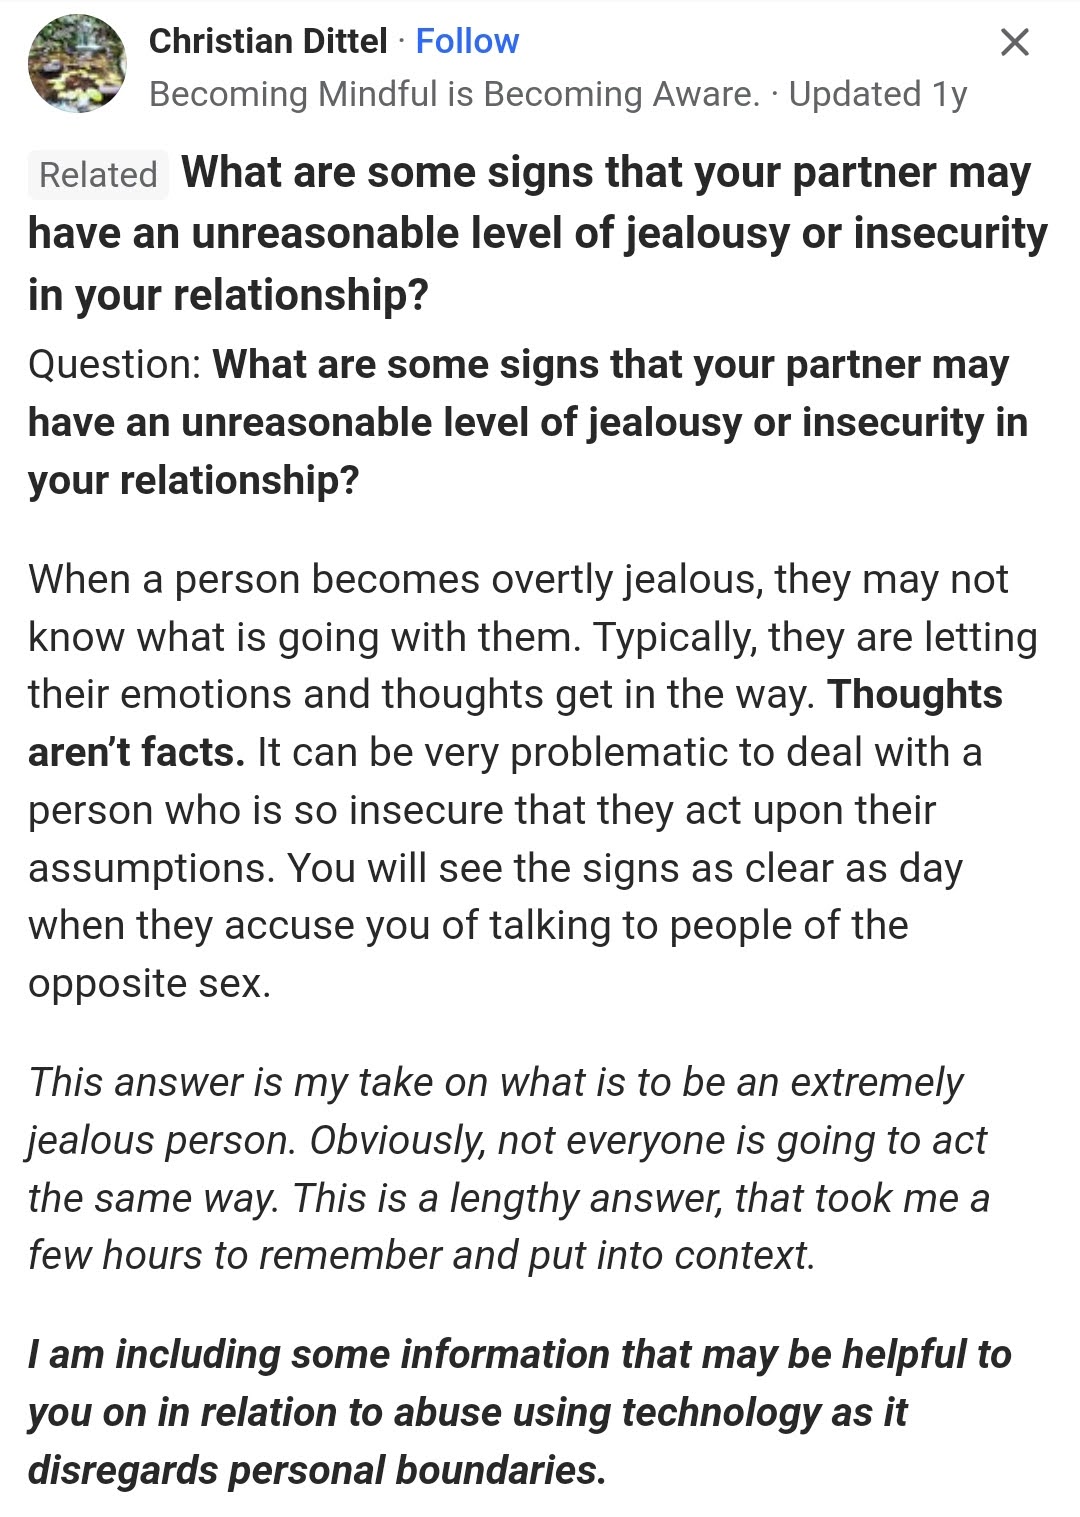 Christian Dittel · Follow
Becoming Mindful is Becoming Aware. · Updated 1y
Related What are some signs that your partner may
have an unreasonable level of jealousy or insecurity
in your relationship?
Question: What are some signs that your partner may
have an unreasonable level of jealousy or insecurity in
your relationship?
When a person becomes overtly jealous, they may not
know what is going with them. Typically, they are letting
their emotions and thoughts get in the way. Thoughts
aren’t facts. It can be very problematic to deal with a
person who is so insecure that they act upon their
assumptions. You will see the signs as clear as day
when they accuse you of talking to people of the
opposite sex.
This answer is my take on what is to be an extremely
jealous person. Obviously, not everyone is going to act
the same way. This is a lengthy answer, that took me a
few hours to remember and put into context.
I am including some information that may be helpful to
you on in relation to abuse using technology as it
disregards personal boundaries.